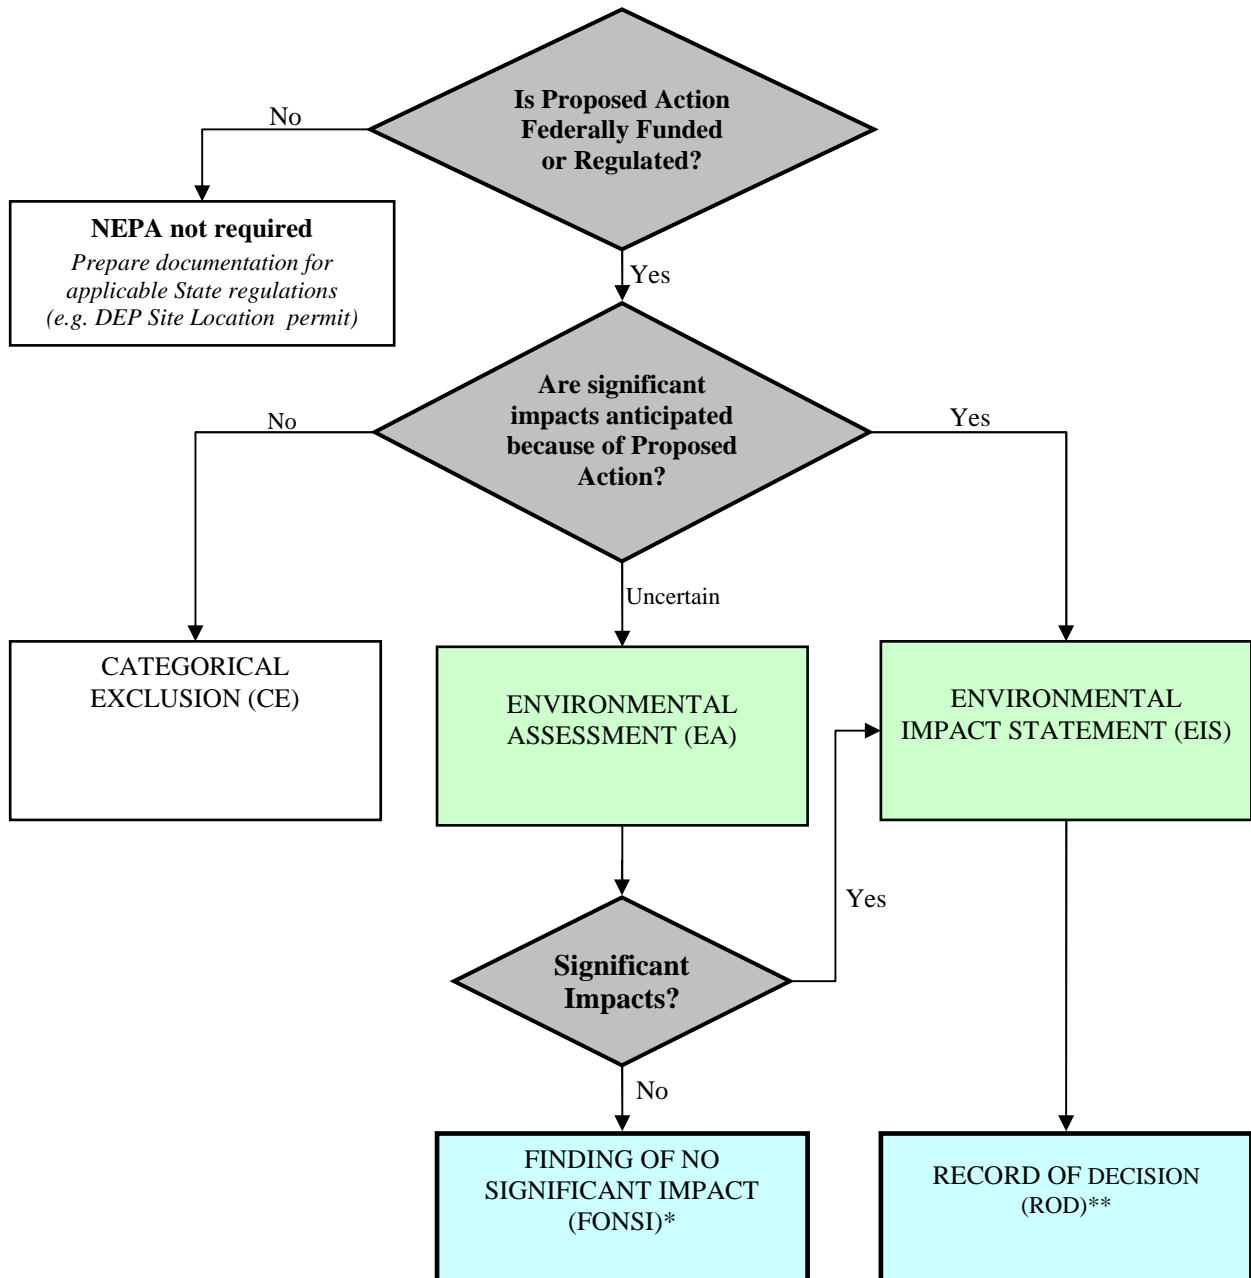 Is Proposed Action
Federally Funded
or Regulated?
No
NEPA not required
Prepare documentation for
applicable State regulations
(e.g. DEP Site Location  permit)
Yes
Are significant
impacts anticipated
because of Proposed
Action?
No
Yes
Uncertain
CATEGORICAL
EXCLUSION (CE)
ENVIRONMENTAL
ASSESSMENT (EA)
ENVIRONMENTAL
IMPACT STATEMENT (EIS)
Significant
Impacts?
Yes
No
FINDING OF NO
SIGNIFICANT IMPACT
(FONSI)*
RECORD OF DECISION
(ROD)**